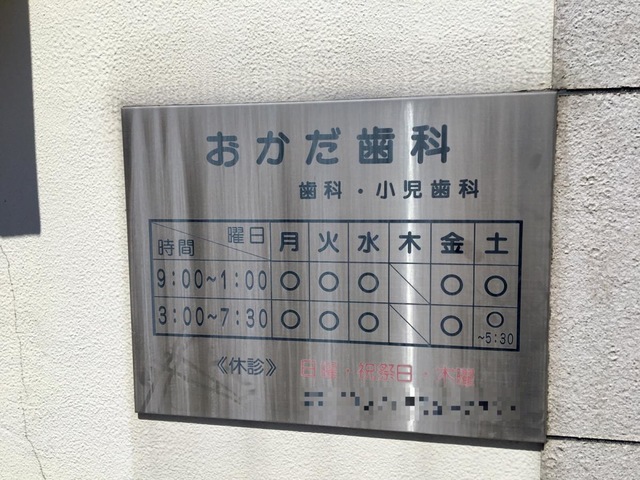 おかだ歯科
歯科・小児歯科
曜日 月 火 水 木 金 土
時間
9:00~1:00 ○ ○ ○ ＼ ○ ○
3:00~7:30 ○ ○ ○ ＼ ○ ○
~5:30
《休診》 日曜・祝祭日・木曜